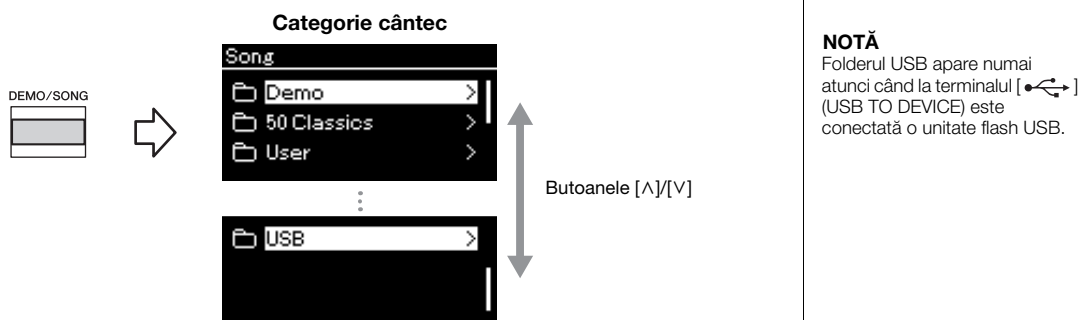 Categorie cântec
DEMO/SONG
Song
Demo >
50 Classics >
User >
USB >
Butoanele [∧]/[∨]
NOTĂ
Folderul USB apare numai
atunci când la terminalul [ ]
(USB TO DEVICE) este
conectată o unitate flash USB.